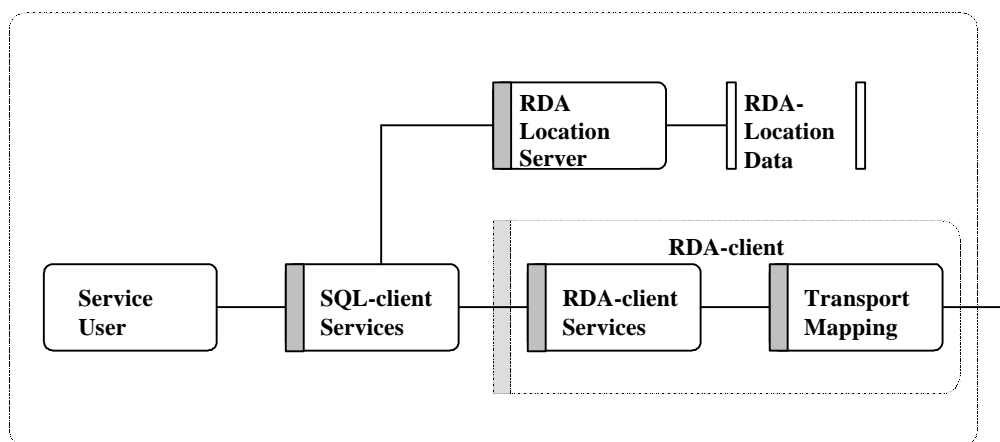 RDA
Location
Server
RDA-
Location
Data
RDA-client
Service
User
SQL-client
Services
RDA-client
Services
Transport
Mapping